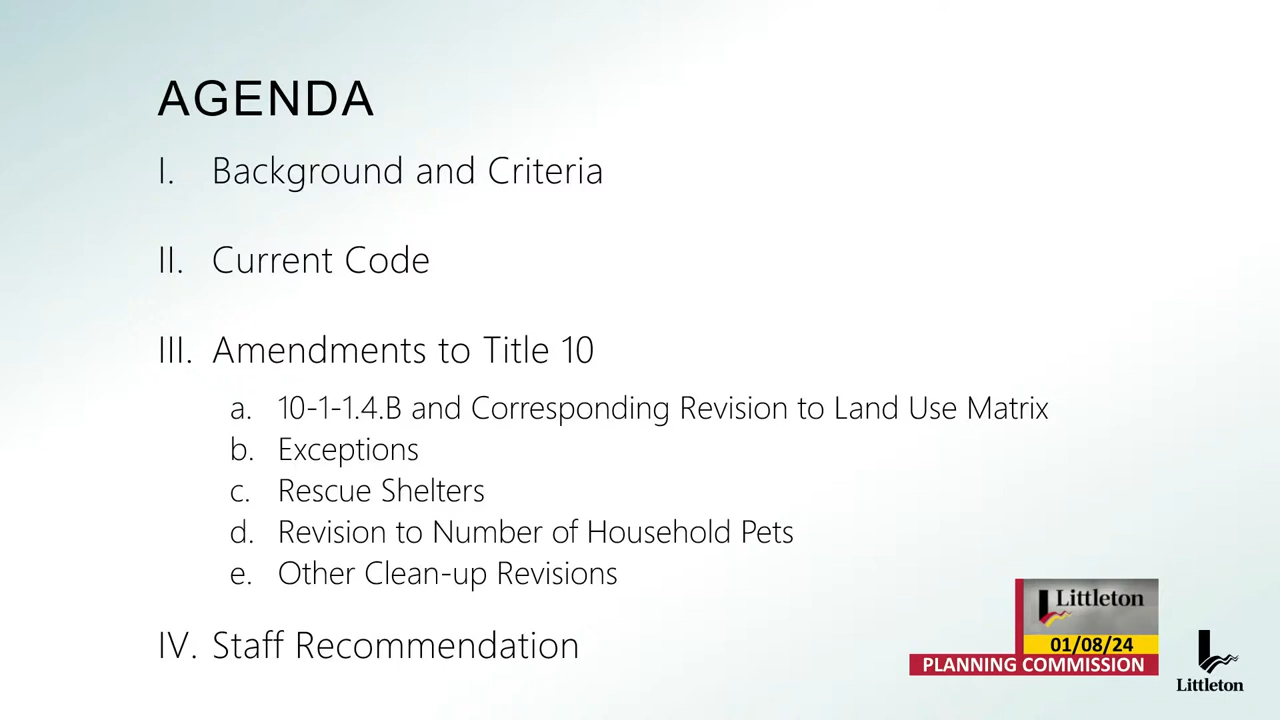 AGENDA
I. Background and Criteria
II. Current Code
III. Amendments to Title 10
a. 10-1-1.4.B and Corresponding Revision to Land Use Matrix
b. Exceptions
c. Rescue Shelters
d. Revision to Number of Household Pets
e. Other Clean-up Revisions
IV. Staff Recommendation
Littleton
01/08/24
PLANNING COMMISSION
Littleton